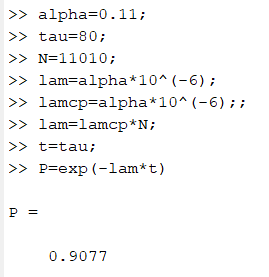 >> alpha=0.11;
>> tau=80;
>> N=11010;
>> lam=alpha*10^(-6);
>> lamcp=alpha*10^(-6);;
>> lam=lamcp*N;
>> t=tau;
>> P=exp(-lam*t)
P =
0.9077